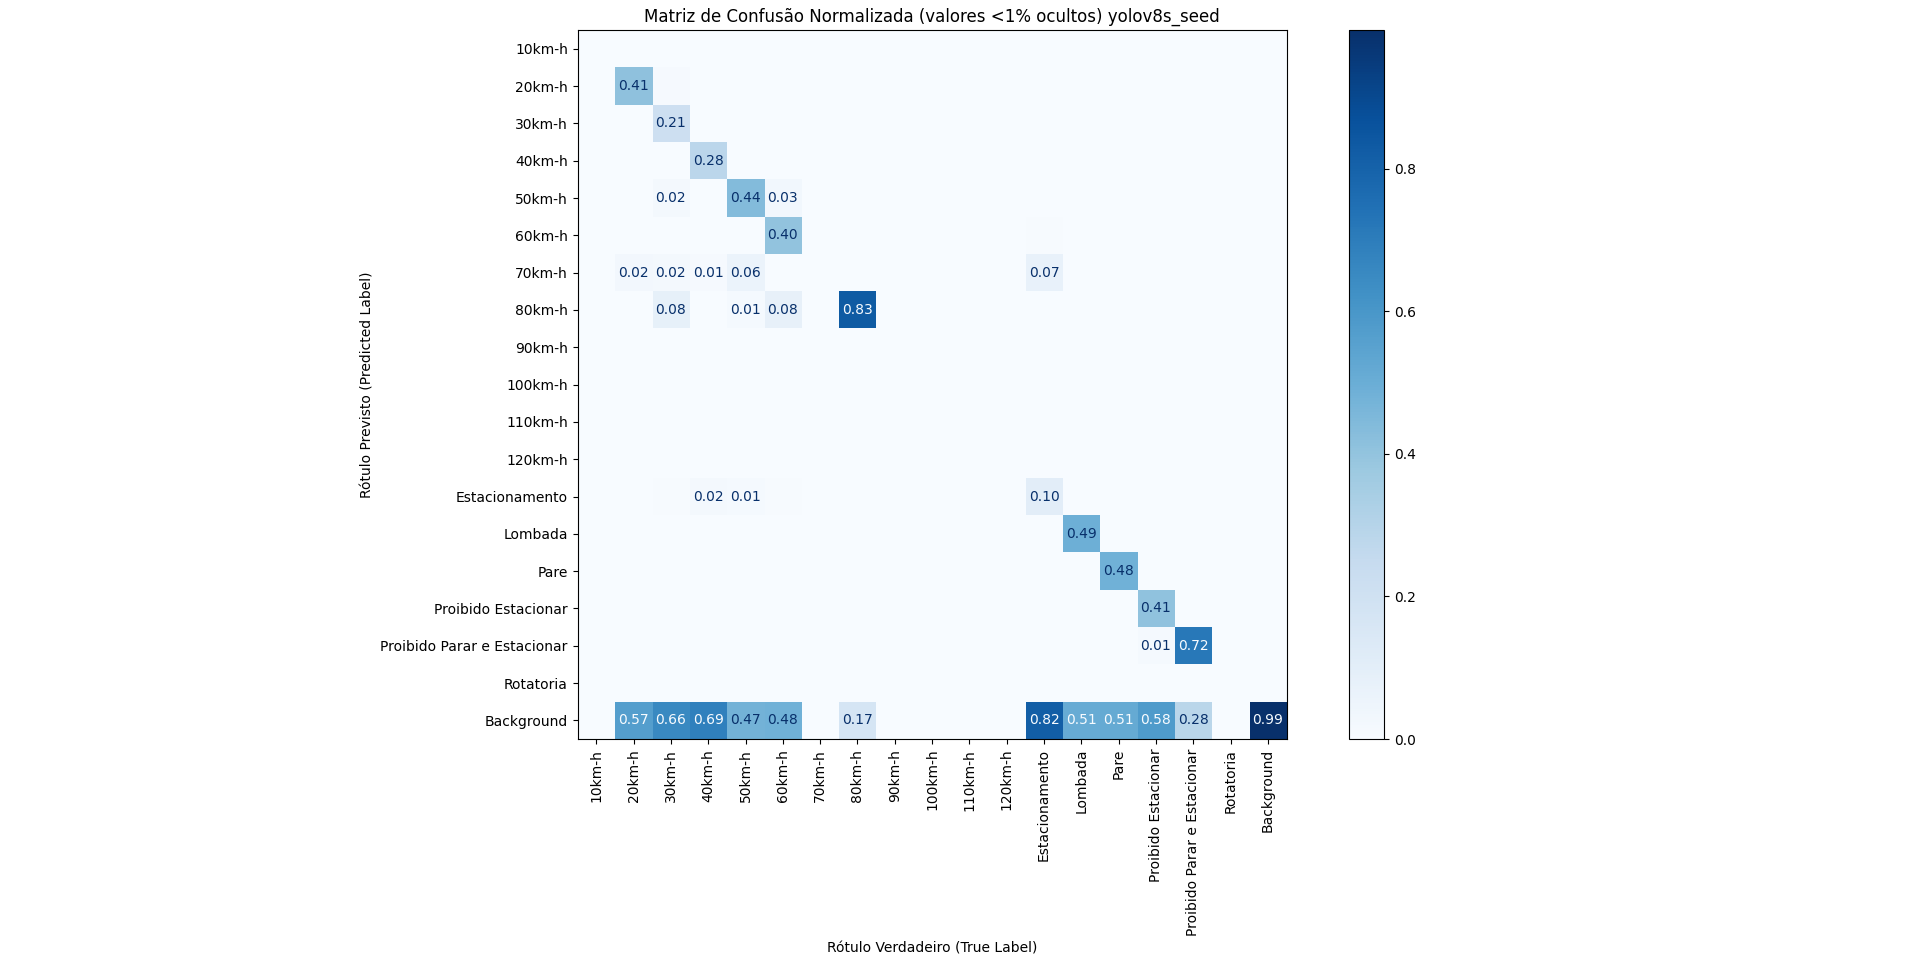 Matriz de Confusão Normalizada (valores <1% ocultos) yolov8s_seed
Rótulo Previsto (Predicted Label)
10km-h
20km-h 0.41
30km-h 0.21
40km-h 0.28
50km-h 0.02 0.44 0.03
60km-h 0.40
70km-h 0.02 0.02 0.01 0.06 0.07
80km-h 0.08 0.01 0.08 0.83
90km-h
100km-h
110km-h
120km-h
Estacionamento 0.02 0.01 0.10
Lombada 0.49
Pare 0.48
Proibido Estacionar 0.41
Proibido Parar e Estacionar 0.01 0.72
Rotatoria
Background 0.57 0.66 0.69 0.47 0.48 0.17 0.82 0.51 0.51 0.58 0.28 0.99
10km-h
20km-h
30km-h
40km-h
50km-h
60km-h
70km-h
80km-h
90km-h
100km-h
110km-h
120km-h
Estacionamento
Lombada
Pare
Proibido Estacionar
Proibido Parar e Estacionar
Rotatoria
Background
Rótulo Verdadeiro (True Label)
0.8
0.6
0.4
0.2
0.0